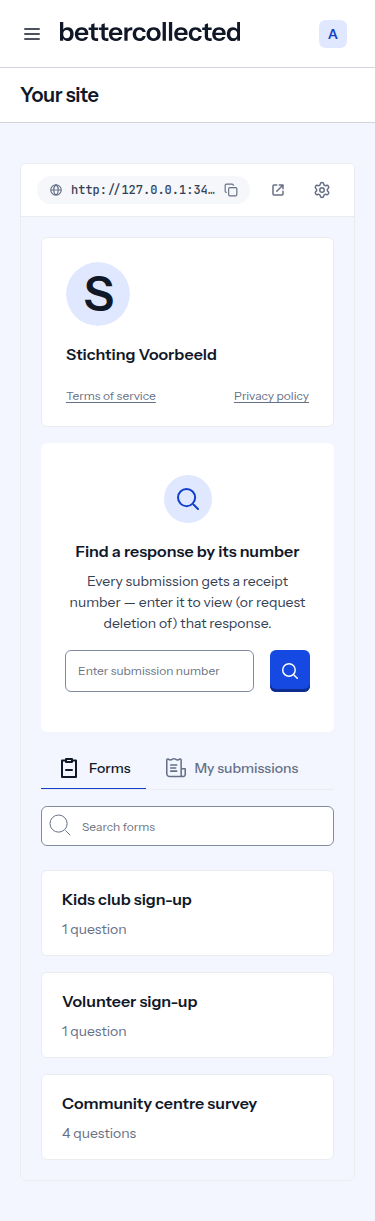 bettercollected
A
Your site
http://127.0.0.1:34…
S
Stichting Voorbeeld
Terms of service
Privacy policy
Find a response by its number
Every submission gets a receipt
number — enter it to view (or request
deletion of) that response.
Enter submission number
Forms
My submissions
Search forms
Kids club sign-up
1 question
Volunteer sign-up
1 question
Community centre survey
4 questions